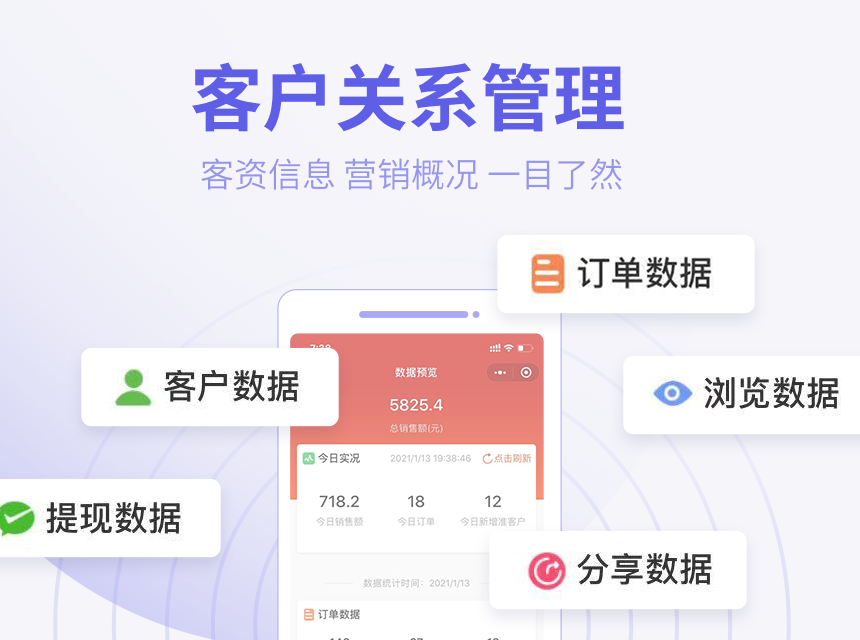 客户关系管理
客资信息 营销概况 一目了然
订单数据
客户数据
数据预览
5825.4
总销售额(元)
浏览数据
今日实况 2021/1/13 19:38:46 点击刷新
718.2 18 12
今日销售额 今日订单 今日新增准客户
提现数据
分享数据
数据统计时间：2021/1/13
订单数据